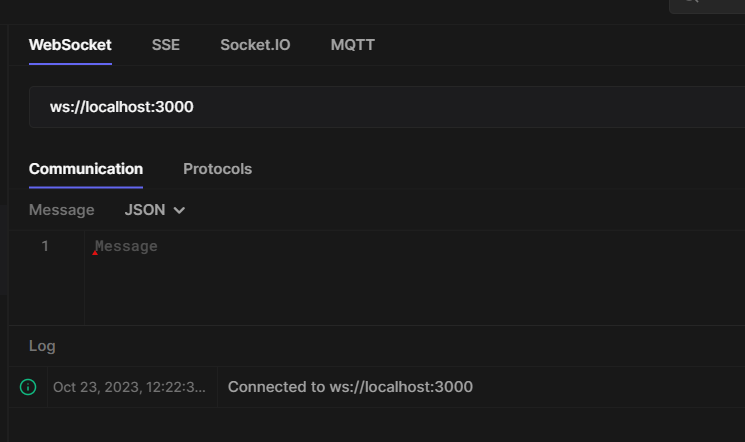 WebSocket SSE Socket.IO MQTT
ws://localhost:3000
Communication Protocols
Message JSON
1 Message
Log
Oct 23, 2023, 12:22:3... Connected to ws://localhost:3000